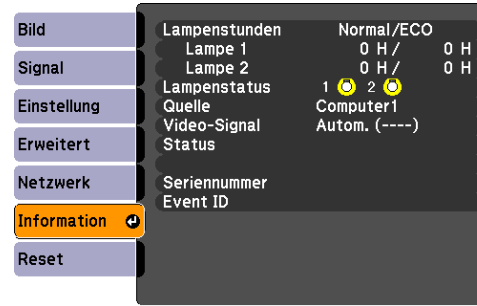 Bild
Signal
Einstellung
Erweitert
Netzwerk
Information
Reset
Lampenstunden Normal/ECO
Lampe 1 0 H / 0 H
Lampe 2 0 H / 0 H
Lampenstatus 1 2
Quelle Computer1
Video-Signal Autom. (----)
Status
Seriennummer
Event ID